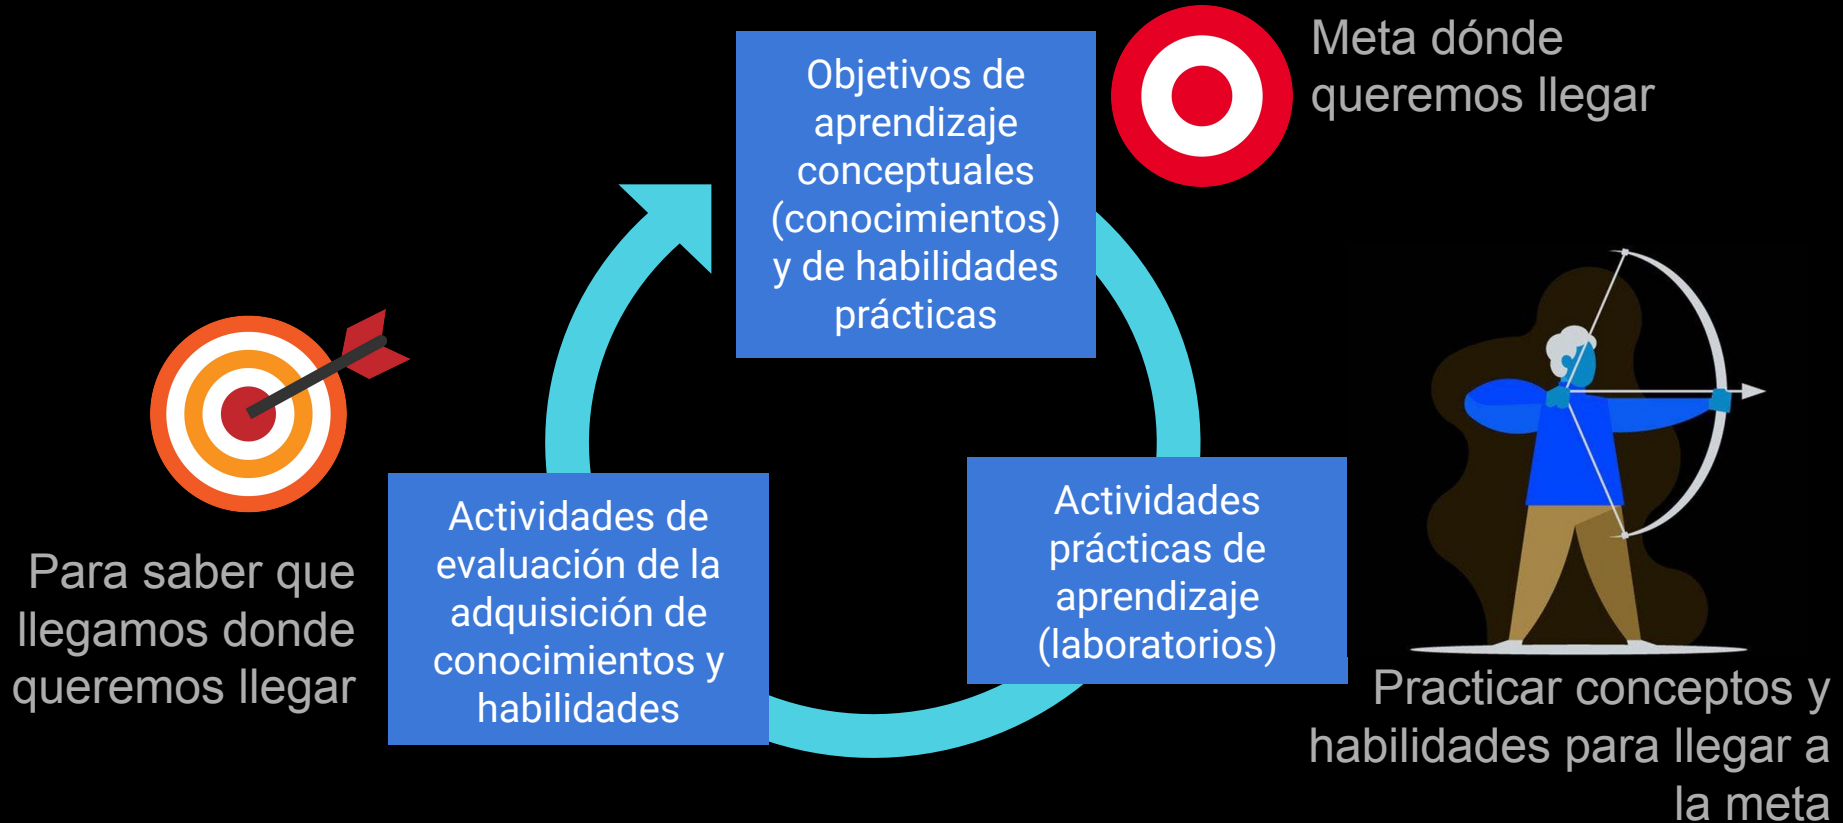 Objetivos de
aprendizaje
conceptuales
(conocimientos)
y de habilidades
prácticas
Meta dónde
queremos llegar
Actividades
prácticas de
aprendizaje
(laboratorios)
Practicar conceptos y
habilidades para llegar a
la meta
Actividades de
evaluación de la
adquisición de
conocimientos y
habilidades
Para saber que
llegamos donde
queremos llegar